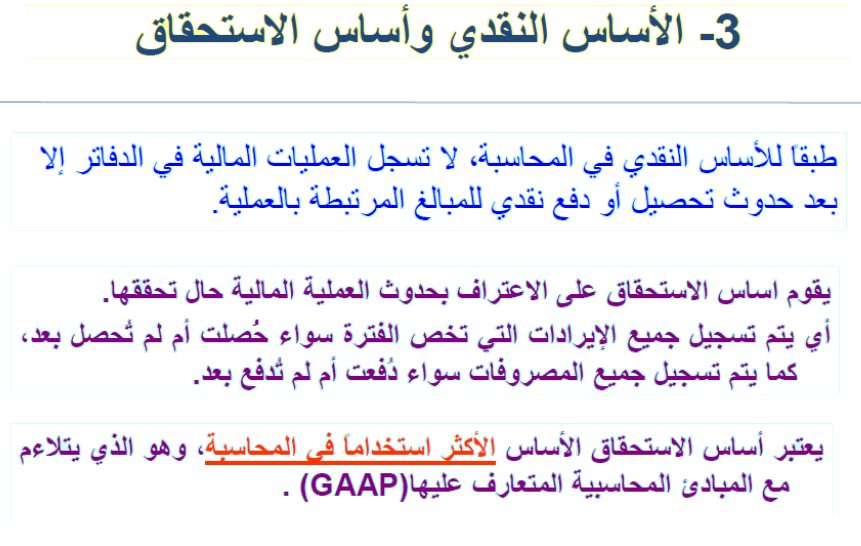 3- الأساس النقدي وأساس الاستحقاق
طبقاً للأساس النقدي في المحاسبة، لا تسجل العمليات المالية في الدفاتر إلا
بعد حدوث تحصيل أو دفع نقدي للمبالغ المرتبطة بالعملية.
يقوم اساس الاستحقاق على الاعتراف بحدوث العملية المالية حال تحققها.
أي يتم تسجيل جميع الإيرادات التي تخص الفترة سواء حُصلت أم لم تُحصل بعد،
كما يتم تسجيل جميع المصروفات سواء دُفعت أم لم تُدفع بعد.
يعتبر أساس الاستحقاق الأساس الأكثر استخداماً في المحاسبة، وهو الذي يتلاءم
مع المبادئ المحاسبية المتعارف عليها(GAAP) .